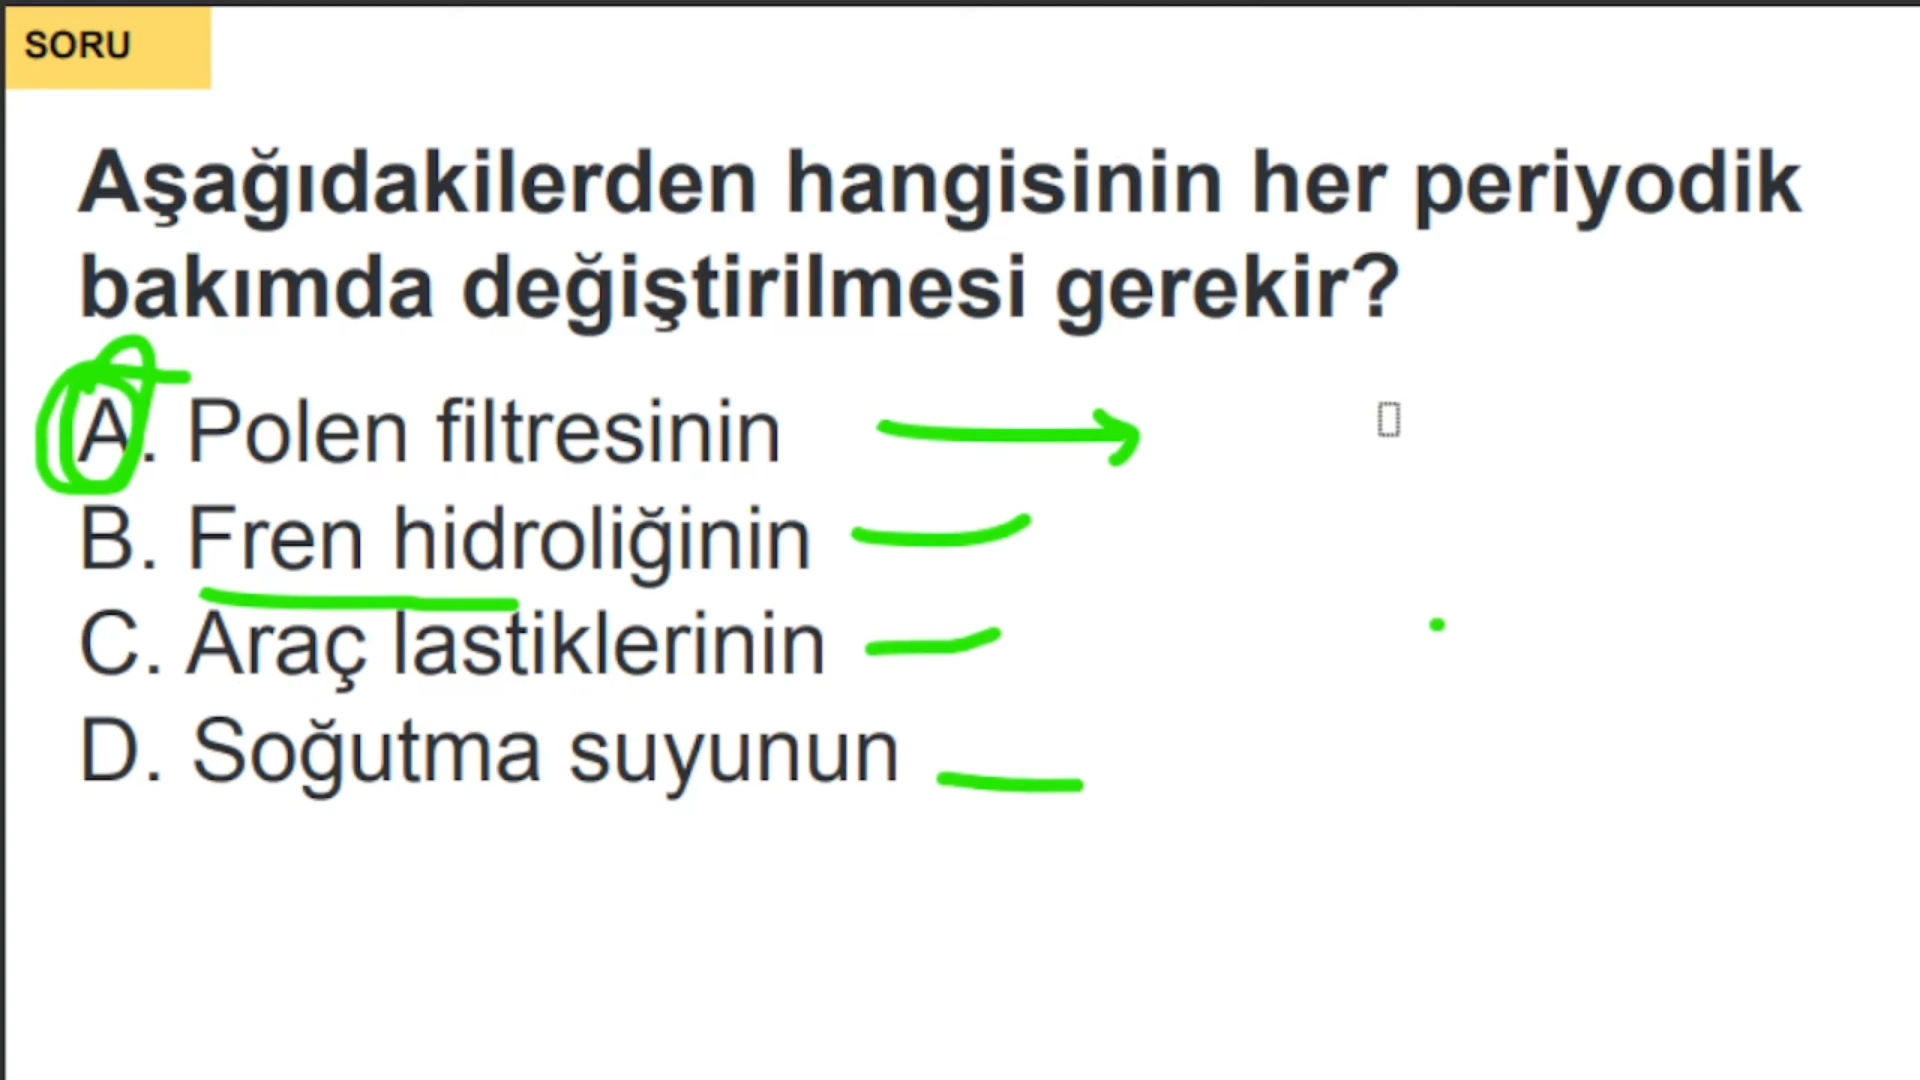 SORU
Aşağıdakilerden hangisinin her periyodik
bakımda değiştirilmesi gerekir?
A. Polen filtresinin
B. Fren hidroliğinin
C. Araç lastiklerinin
D. Soğutma suyunun